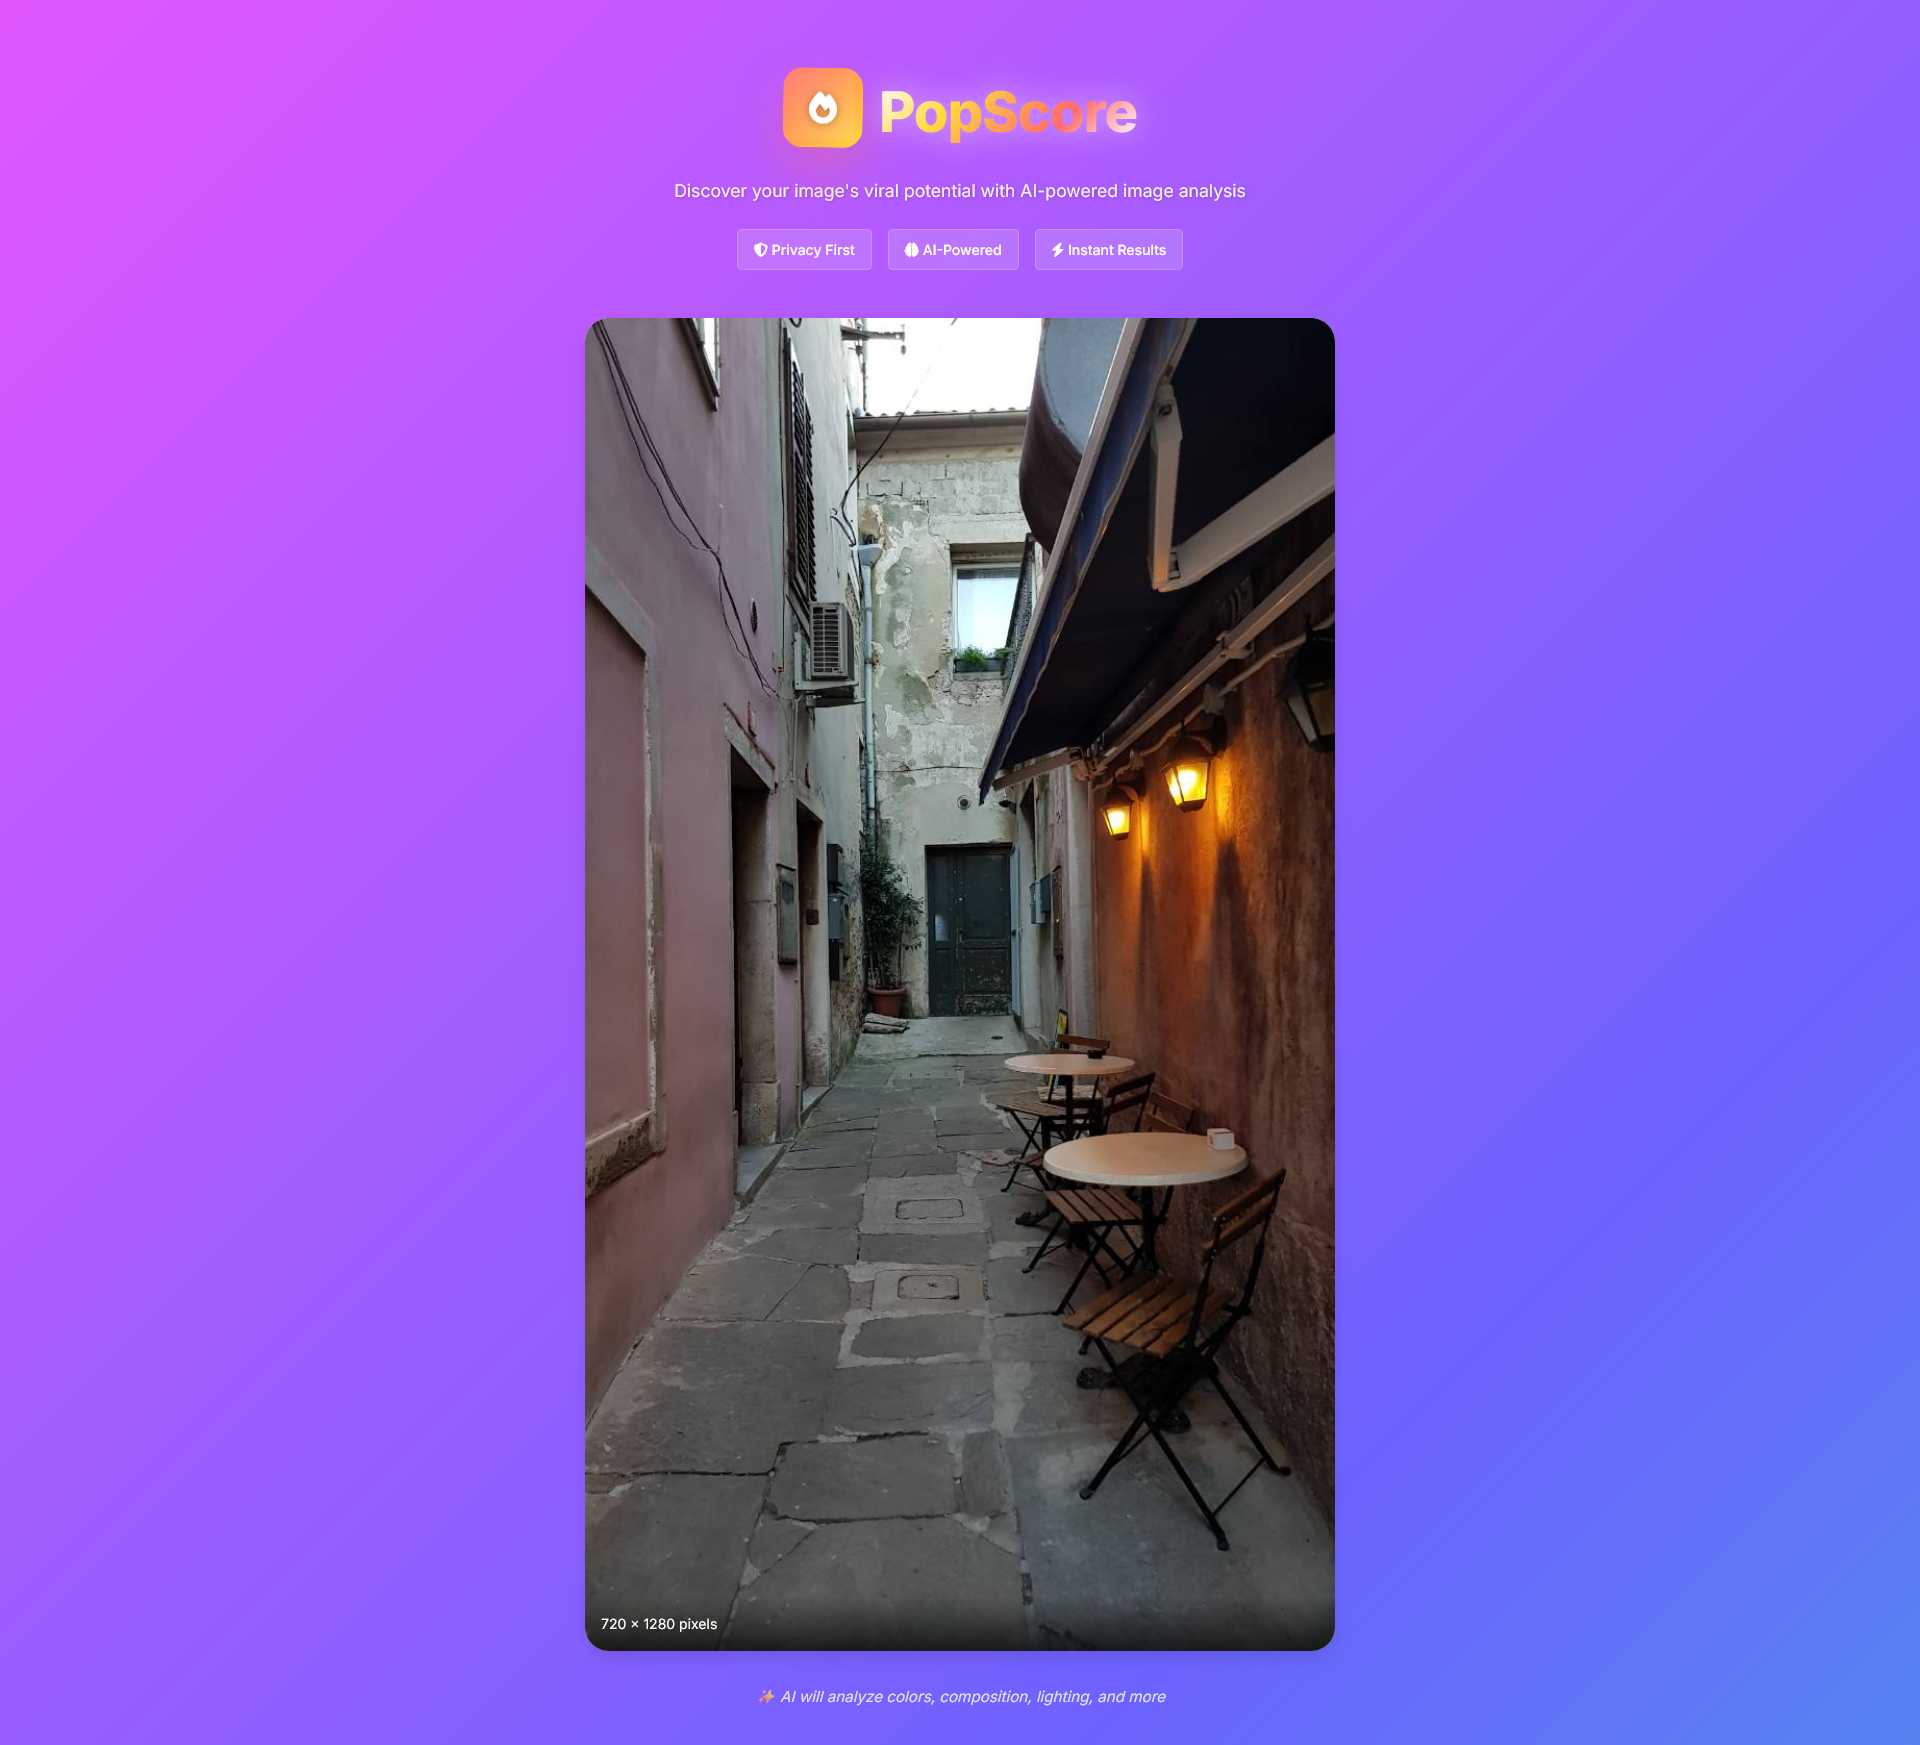 PopScore
Discover your image's viral potential with AI-powered image analysis
Privacy First
AI-Powered
Instant Results
720 × 1280 pixels
✨ AI will analyze colors, composition, lighting, and more